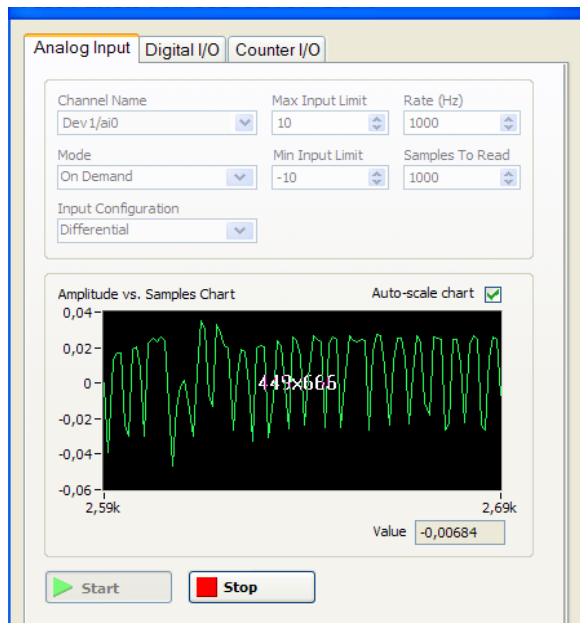 Analog Input Digital I/O Counter I/O
Channel Name Max Input Limit Rate (Hz)
Dev1/ai0 10 1000
Mode Min Input Limit Samples To Read
On Demand -10 1000
Input Configuration
Differential
Amplitude vs. Samples Chart Auto-scale chart
0,04
0,02
0
449x666
-0,02
-0,04
-0,06
2,59k 2,69k
Value -0,00684
Start Stop